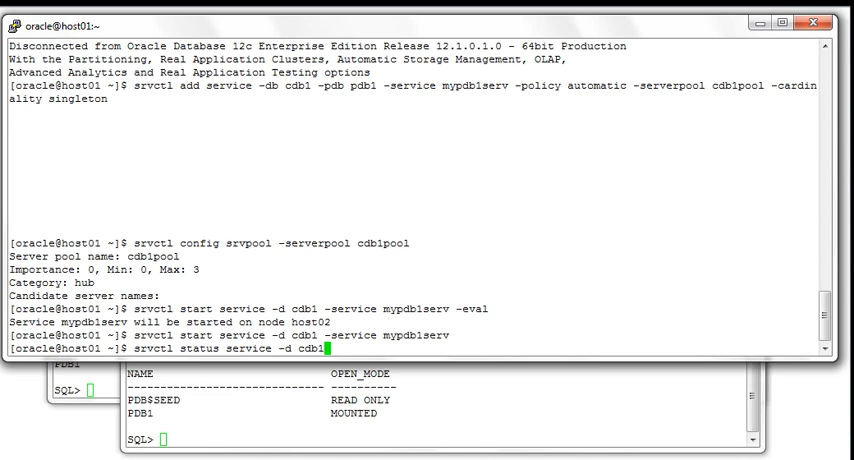 oracle@host01:~
Disconnected from Oracle Database 12c Enterprise Edition Release 12.1.0.1.0 - 64bit Production
With the Partitioning, Real Application Clusters, Automatic Storage Management, OLAP,
Advanced Analytics and Real Application Testing options
[oracle@host01 ~]$ srvctl add service -db cdb1 -pdb pdb1 -service mypdb1serv -policy automatic -serverpool cdb1pool -cardin
ality singleton
[oracle@host01 ~]$ srvctl config srvpool -serverpool cdb1pool
Server pool name: cdb1pool
Importance: 0, Min: 0, Max: 3
Category: hub
Candidate server names:
[oracle@host01 ~]$ srvctl start service -d cdb1 -service mypdb1serv -eval
Service mypdb1serv will be started on node host02
[oracle@host01 ~]$ srvctl start service -d cdb1 -service mypdb1serv
[oracle@host01 ~]$ srvctl status service -d cdb1
PDB1
SQL>
NAME OPEN_MODE
------------------------------ ----------
PDB$SEED READ ONLY
PDB1 MOUNTED
SQL>